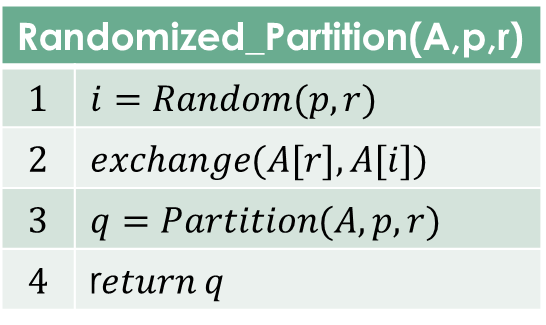 Randomized_Partition(A,p,r)
1 i = Random(p, r)
2 exchange(A[r], A[i])
3 q = Partition(A, p, r)
4 return q